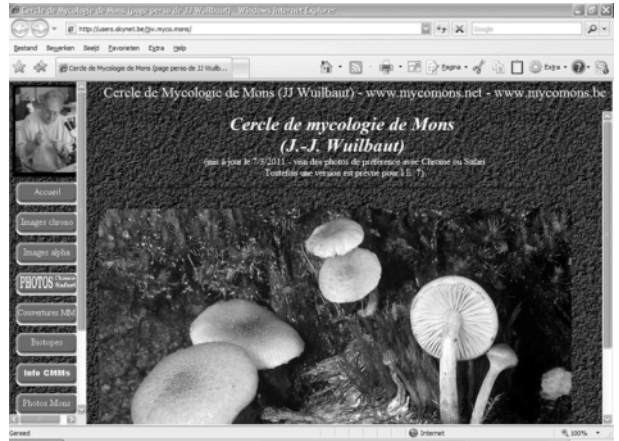 Cercle de Mycologie de Mons (page perso de JJ Wuilbaut) - Windows Internet Explorer
http://users.skynet.be/jjw.myco.mons/
Google
Bestand Bewerken Beeld Favorieten Extra Help
Cercle de Mycologie de Mons (page perso de JJ Wuilb...
Pagina
Extra
Cercle de Mycologie de Mons (JJ Wuilbaut) - www.mycomons.net - www.mycomons.be
Cercle de mycologie de Mons
(J.-J. Wuilbaut)
(mis à jour le 7/3/2011 - voir des photos de préférence avec Chrome ou Safari
Toutefois une version est prévue pour I.E. 7)
Accueil
Images chrono
Images alpha
PHOTOS Chrome
Safari
Couvertures MM
Biotopes
Info CMMs
Photos Mons
Gereed
Internet
100%